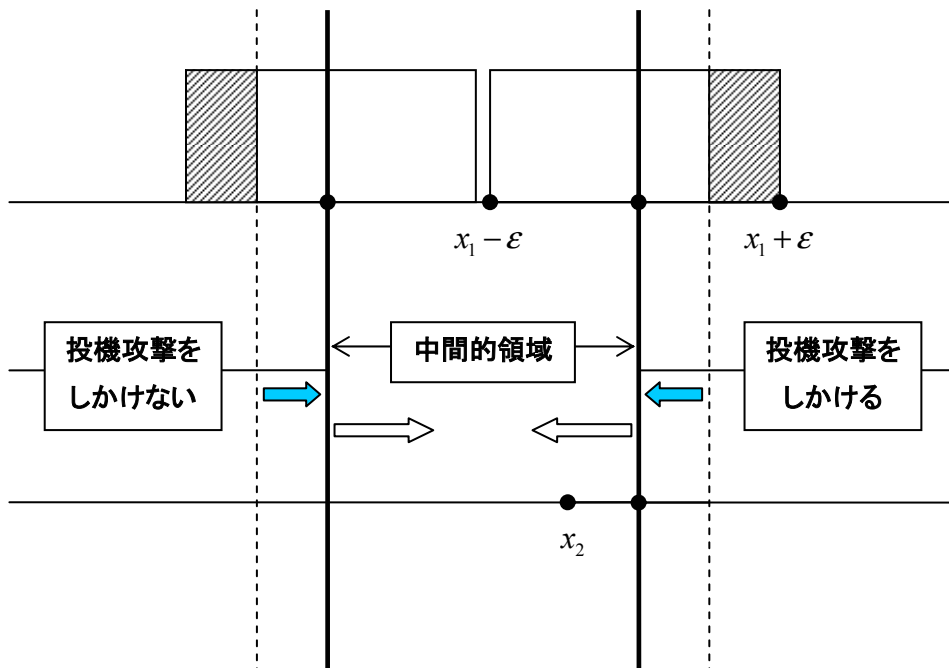 x₁ − ε
x₁ + ε
投機攻撃を
しかけない
中間的領域
投機攻撃を
しかける
x₂